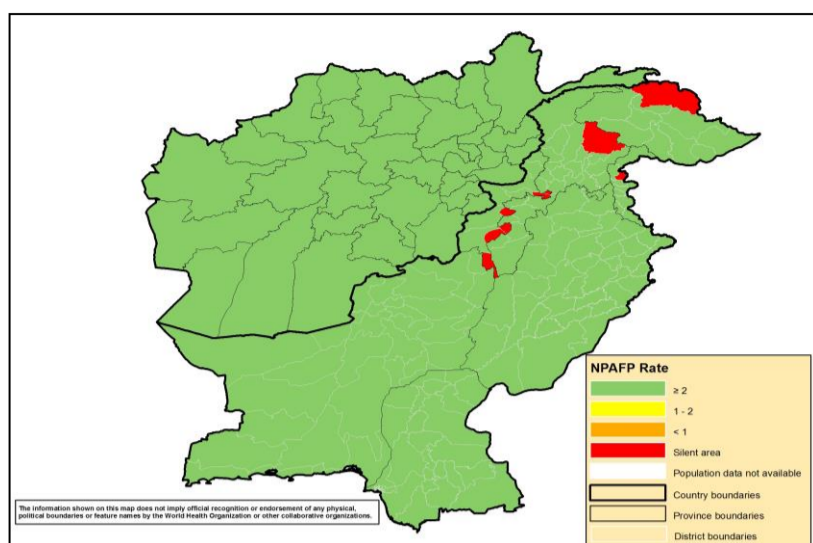 NPAFP Rate
≥ 2
1 - 2
< 1
Silent area
Population data not available
Country boundaries
Province boundaries
District boundaries
The information shown on this map does not imply official recognition or endorsement of any physical,
political boundaries or feature names by the World Health Organization or other collaborative organizations.